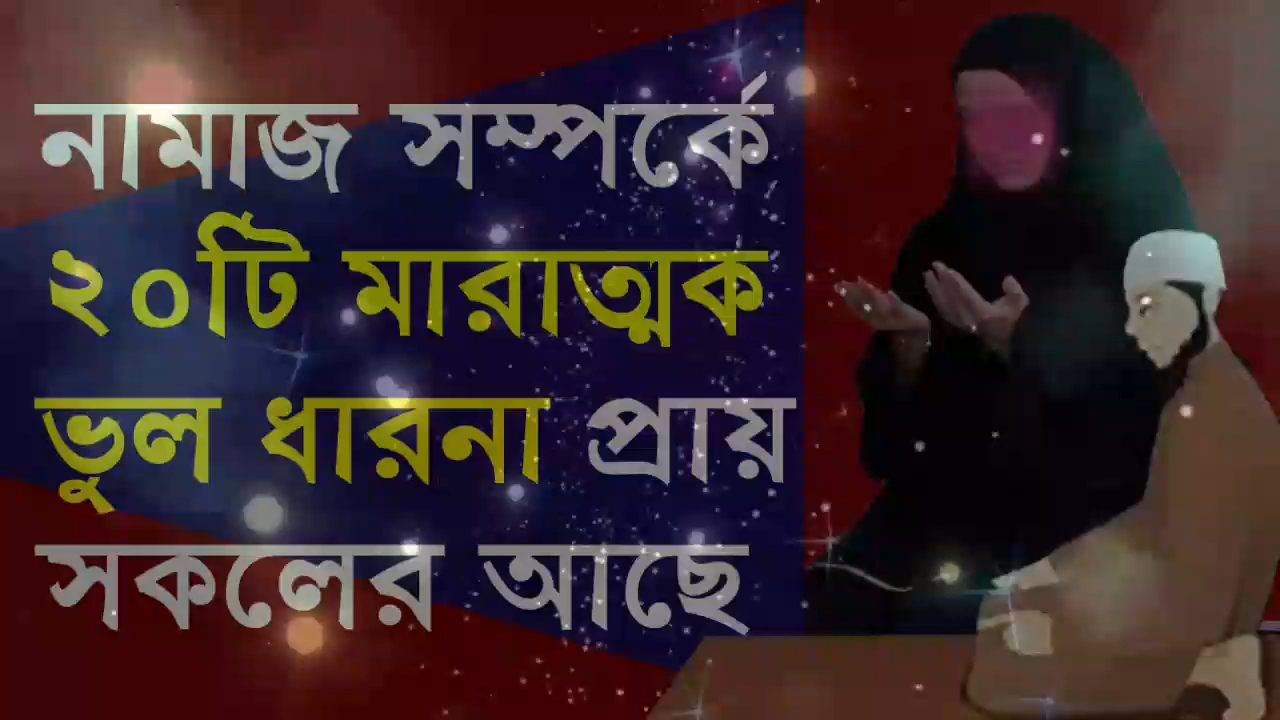 নামাজ সম্পর্কে
২০টি মারাত্মক
ভুল ধারনা প্রায়
সকলের আছে